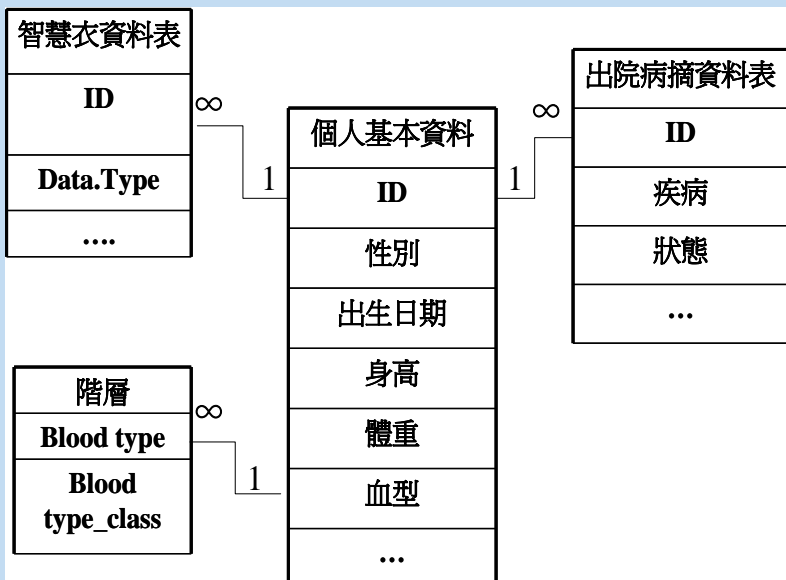 智慧衣資料表
ID
Data.Type
....
∞
1
個人基本資料
ID
性別
出生日期
身高
體重
血型
...
∞
1
出院病摘資料表
ID
疾病
狀態
...
階層
Blood type
Blood
type_class
∞
1